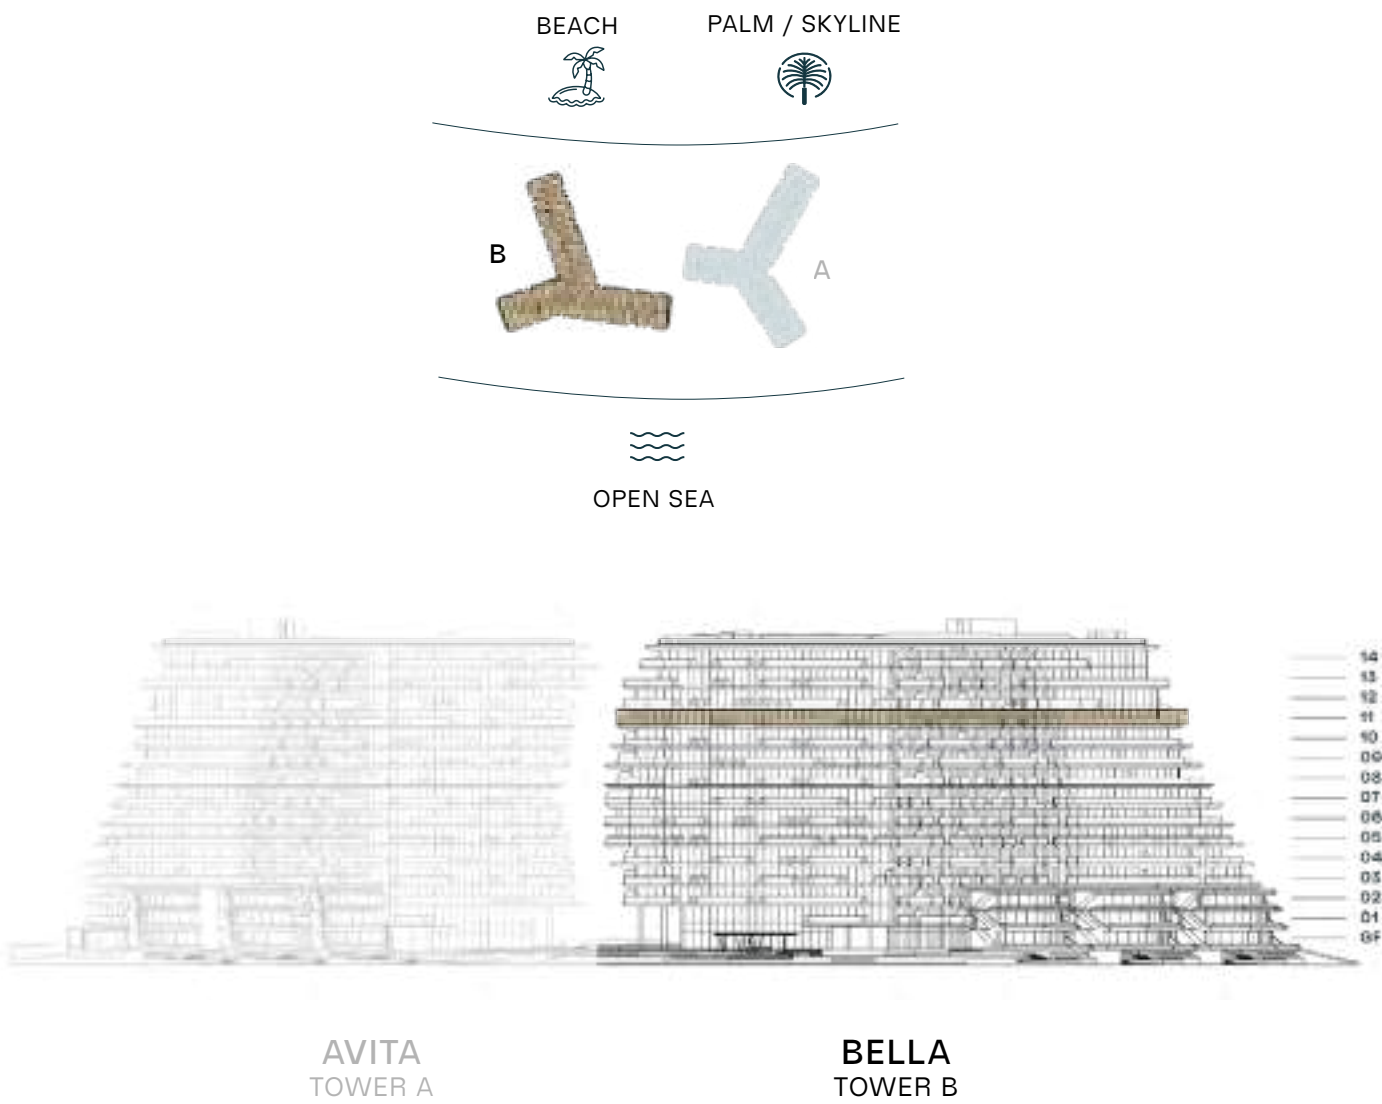 BEACH
PALM / SKYLINE
B
A
OPEN SEA
14
13
12
11
10
09
08
07
06
05
04
03
02
01
GF
AVITA
TOWER A
BELLA
TOWER B